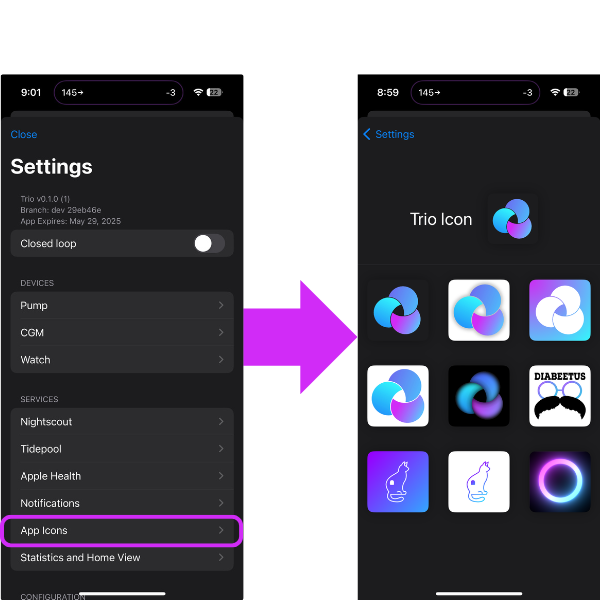 9:01
145→ -3
22
Close
Settings
Trio v0.1.0 (1)
Branch: dev 29eb46e
App Expires: May 29, 2025
Closed loop
DEVICES
Pump
CGM
Watch
SERVICES
Nightscout
Tidepool
Apple Health
Notifications
App Icons
Statistics and Home View
CONFIGURATION
8:59
145→ -3
22
Settings
Trio Icon
DIABEETUS